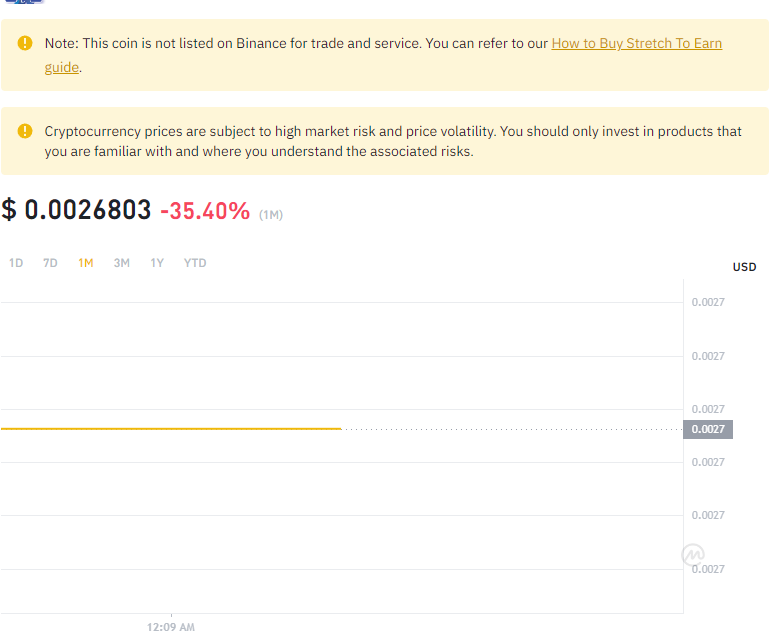 Note: This coin is not listed on Binance for trade and service. You can refer to our How to Buy Stretch To Earn
guide.
Cryptocurrency prices are subject to high market risk and price volatility. You should only invest in products that
you are familiar with and where you understand the associated risks.
$ 0.0026803 -35.40% (1M)
1D 7D 1M 3M 1Y YTD
USD
0.0027
0.0027
0.0027
0.0027
0.0027
0.0027
0.0027
12:09 AM